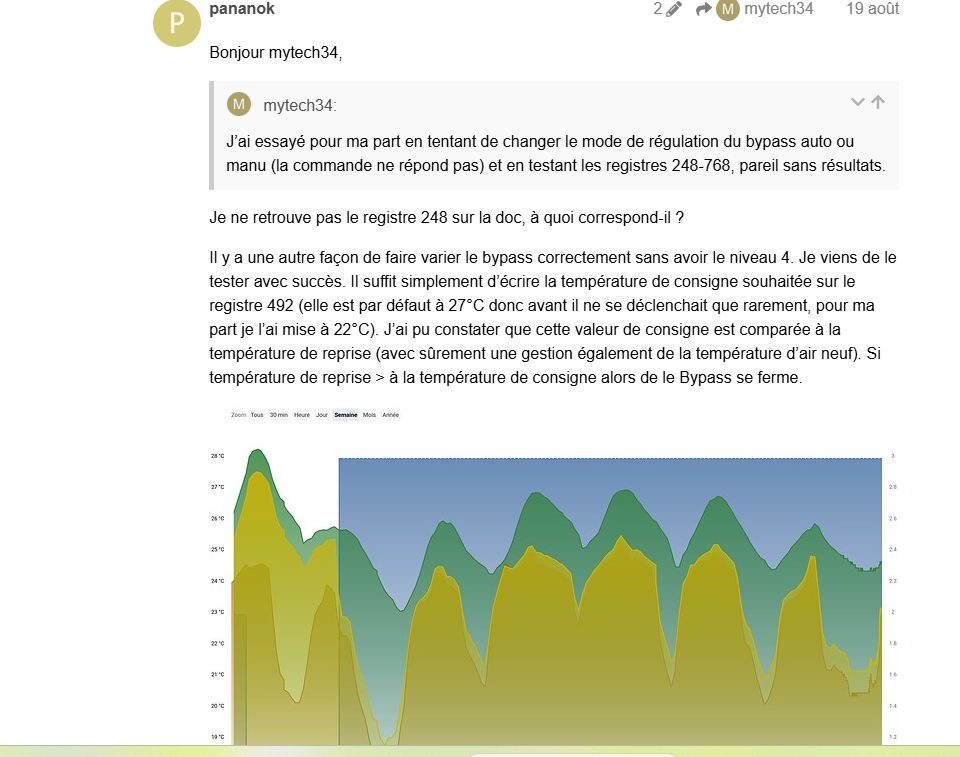 pananok
2 M mytech34 19 août
P
Bonjour mytech34,
M mytech34:
J’ai essayé pour ma part en tentant de changer le mode de régulation du bypass auto ou
manu (la commande ne répond pas) et en testant les registres 248-768, pareil sans résultats.
Je ne retrouve pas le registre 248 sur la doc, à quoi correspond-il ?
Il y a une autre façon de faire varier le bypass correctement sans avoir le niveau 4. Je viens de le
tester avec succès. Il suffit simplement d’écrire la température de consigne souhaitée sur le
registre 492 (elle est par défaut à 27°C donc avant il ne se déclenchait que rarement, pour ma
part je l’ai mise à 22°C). J’ai pu constater que cette valeur de consigne est comparée à la
température de reprise (avec sûrement une gestion également de la température d’air neuf). Si
température de reprise > à la température de consigne alors de le Bypass se ferme.
Zoom Tous 30 min Heure Jour Semaine Mois Année
28 °C 3
27 °C 2.8
26 °C 2.6
25 °C 2.4
24 °C 2.2
23 °C 2
22 °C 1.8
21 °C 1.6
20 °C 1.4
19 °C 1.2